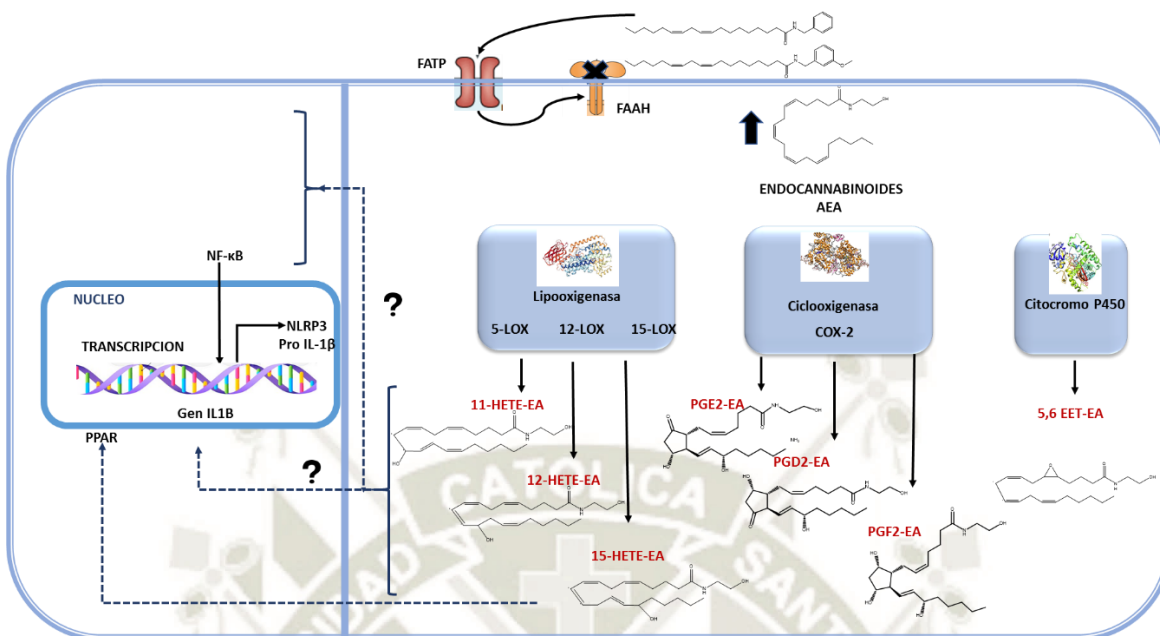 FATP
FAAH
I
ENDOCANNABINOIDES
AEA
NF-κB
NUCLEO
NLRP3
Pro IL-1β
TRANSCRIPCION
Gen IL1B
PPAR
?
?
Lipooxigenasa
5-LOX 12-LOX 15-LOX
Ciclooxigenasa
COX-2
Citocromo P450
11-HETE-EA
12-HETE-EA
15-HETE-EA
PGE2-EA
PGD2-EA
PGF2-EA
5,6 EET-EA
CATOLICA
SANT